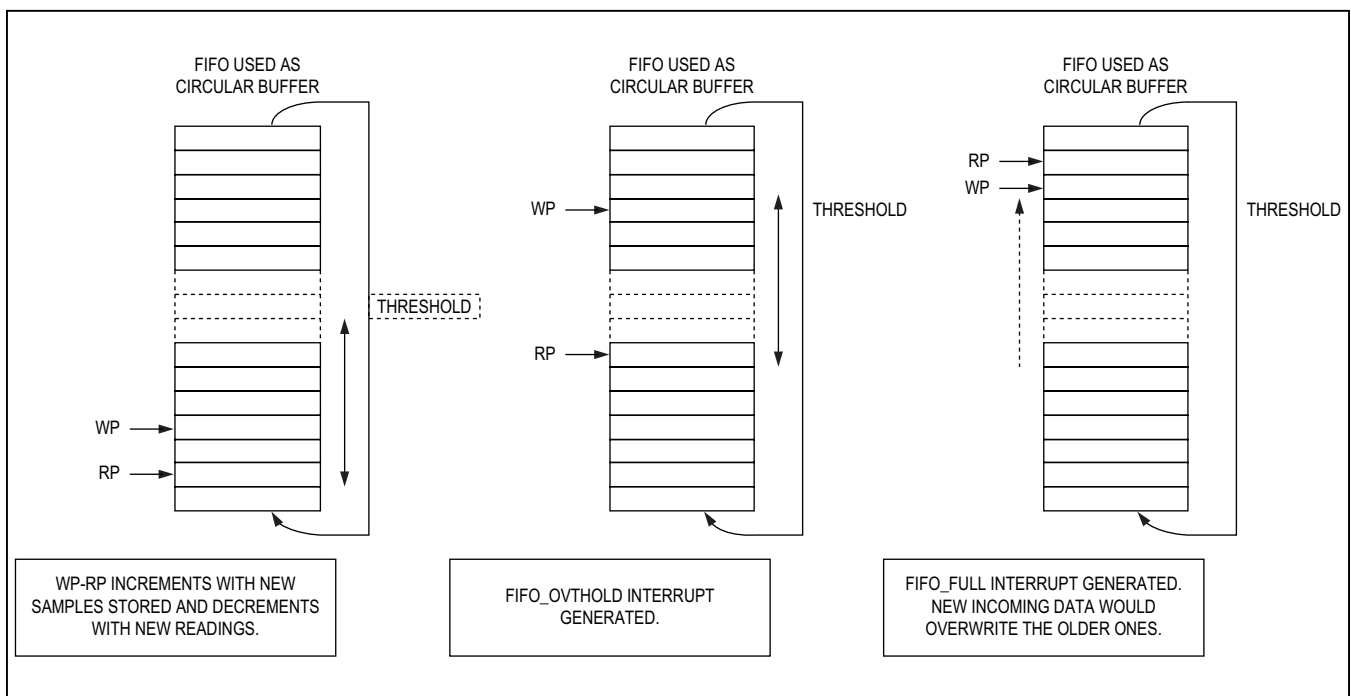 FIFO USED AS
CIRCULAR BUFFER
WP
RP
THRESHOLD
WP-RP INCREMENTS WITH NEW
SAMPLES STORED AND DECREMENTS
WITH NEW READINGS.
FIFO USED AS
CIRCULAR BUFFER
WP
RP
THRESHOLD
FIFO_OVTHOLD INTERRUPT
GENERATED.
FIFO USED AS
CIRCULAR BUFFER
RP
WP
THRESHOLD
FIFO_FULL INTERRUPT GENERATED.
NEW INCOMING DATA WOULD
OVERWRITE THE OLDER ONES.